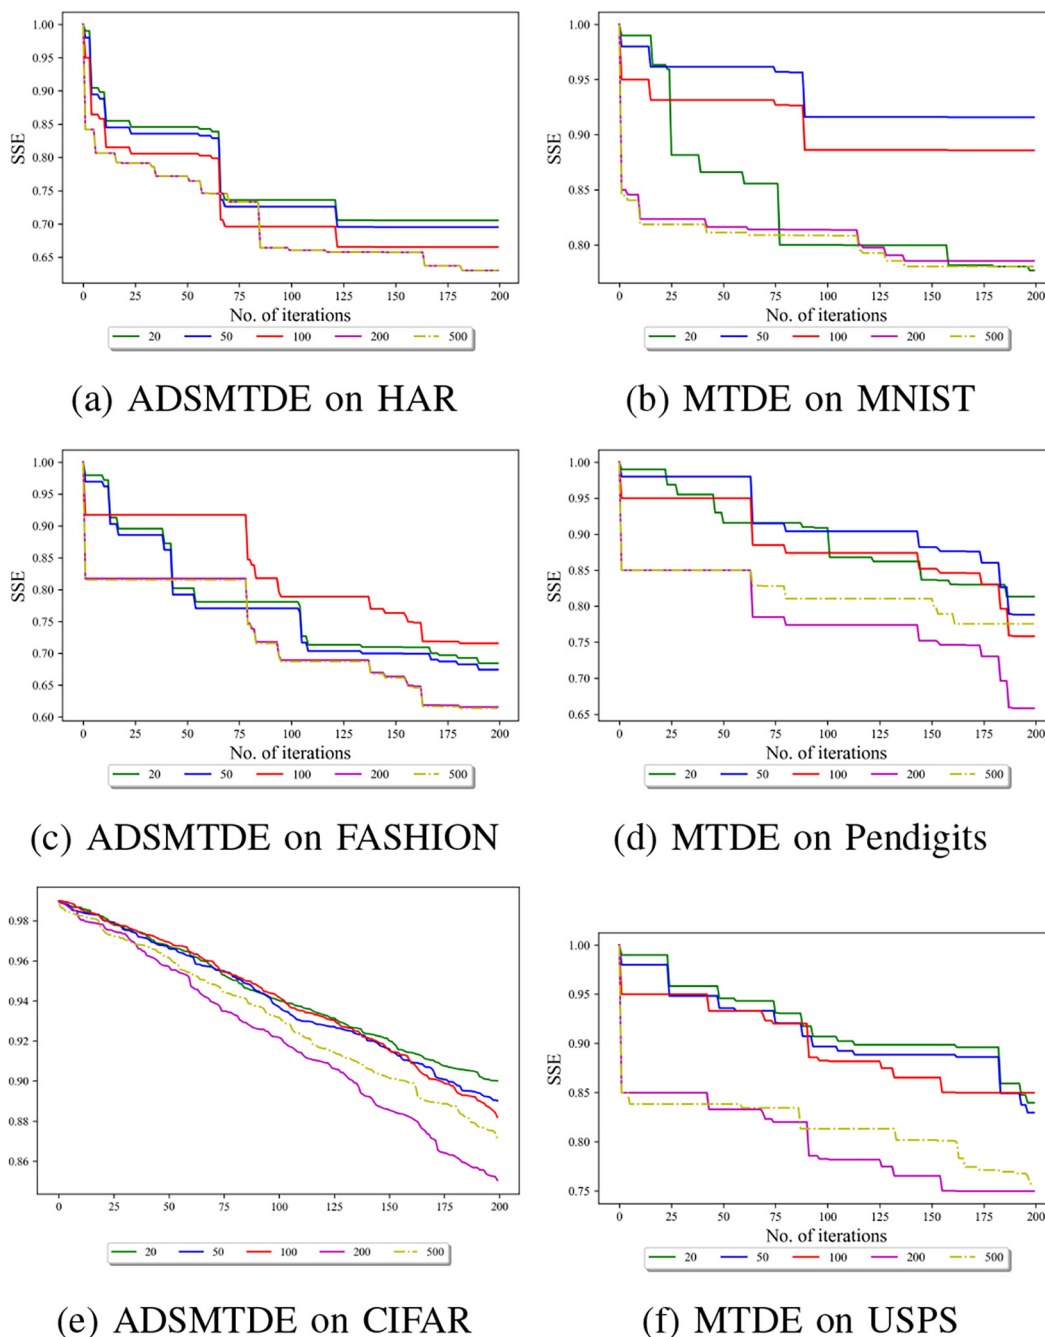 1.00
0.95
0.90
0.85
0.80
0.75
0.70
0.65
SSE
0 25 50 75 100 125 150 175 200
No. of iterations
20 50 100 200 500
(a) ADSMTDE on HAR
1.00
0.95
0.90
0.85
0.80
SSE
0 25 50 75 100 125 150 175 200
No. of iterations
20 50 100 200 500
(b) MTDE on MNIST
1.00
0.95
0.90
0.85
0.80
0.75
0.70
0.65
0.60
SSE
0 25 50 75 100 125 150 175 200
No. of iterations
20 50 100 200 500
(c) ADSMTDE on FASHION
1.00
0.95
0.90
0.85
0.80
0.75
0.70
0.65
SSE
0 25 50 75 100 125 150 175 200
No. of iterations
20 50 100 200 500
(d) MTDE on Pendigits
0.98
0.96
0.94
0.92
0.90
0.88
0.86
0 25 50 75 100 125 150 175 200
20 50 100 200 500
(e) ADSMTDE on CIFAR
1.00
0.95
0.90
0.85
0.80
0.75
SSE
0 25 50 75 100 125 150 175 200
No. of iterations
20 50 100 200 500
(f) MTDE on USPS